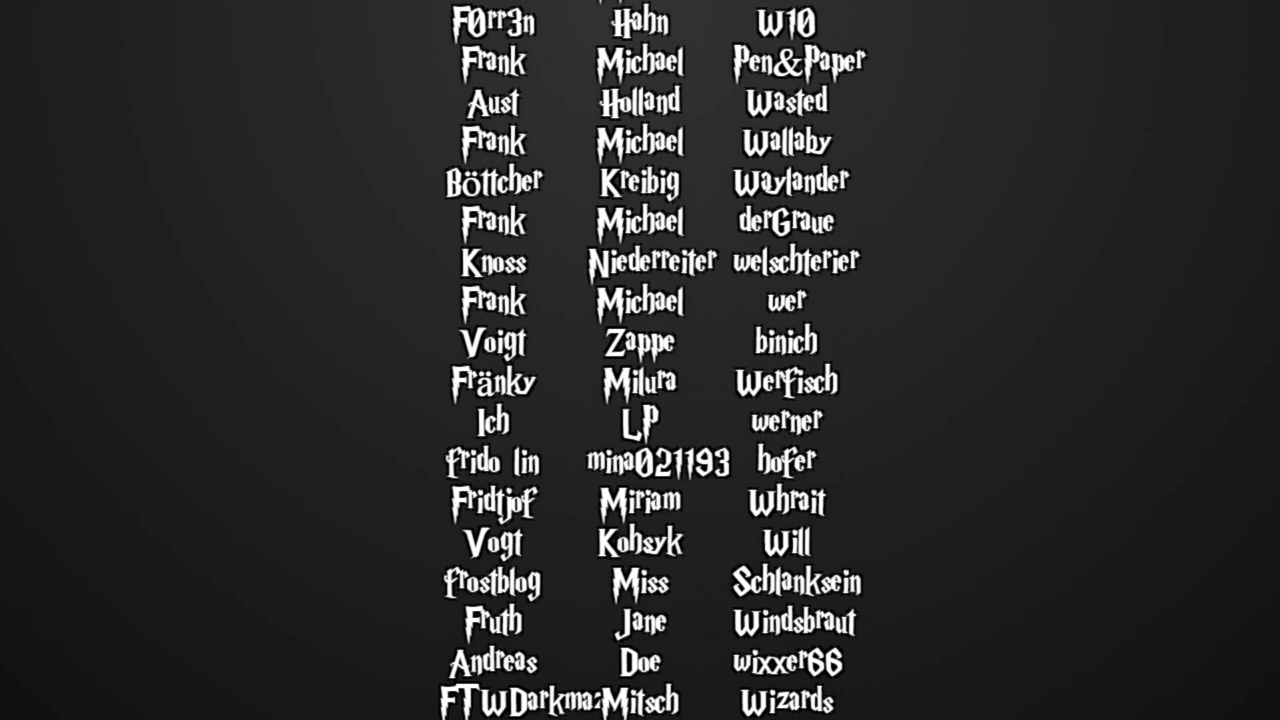 F0rr3n Hahn W10
Frank Michael Pen&Paper
Aust Holland Wasted
Frank Michael Wallaby
Böttcher Kreibig Waylander
Frank Michael derGraue
Knoss Niederreiter welschterier
Frank Michael wer
Voigt Zappe binich
Fränky Milura Werfisch
Ich LP werner
frido lin mina021193 hofer
Fridtjof Miriam Whrait
Vogt Kohsyk Will
frostblog Miss Schlanksein
Fruth Jane Windsbraut
Andreas Doe wixxer66
Mitsch Wizards